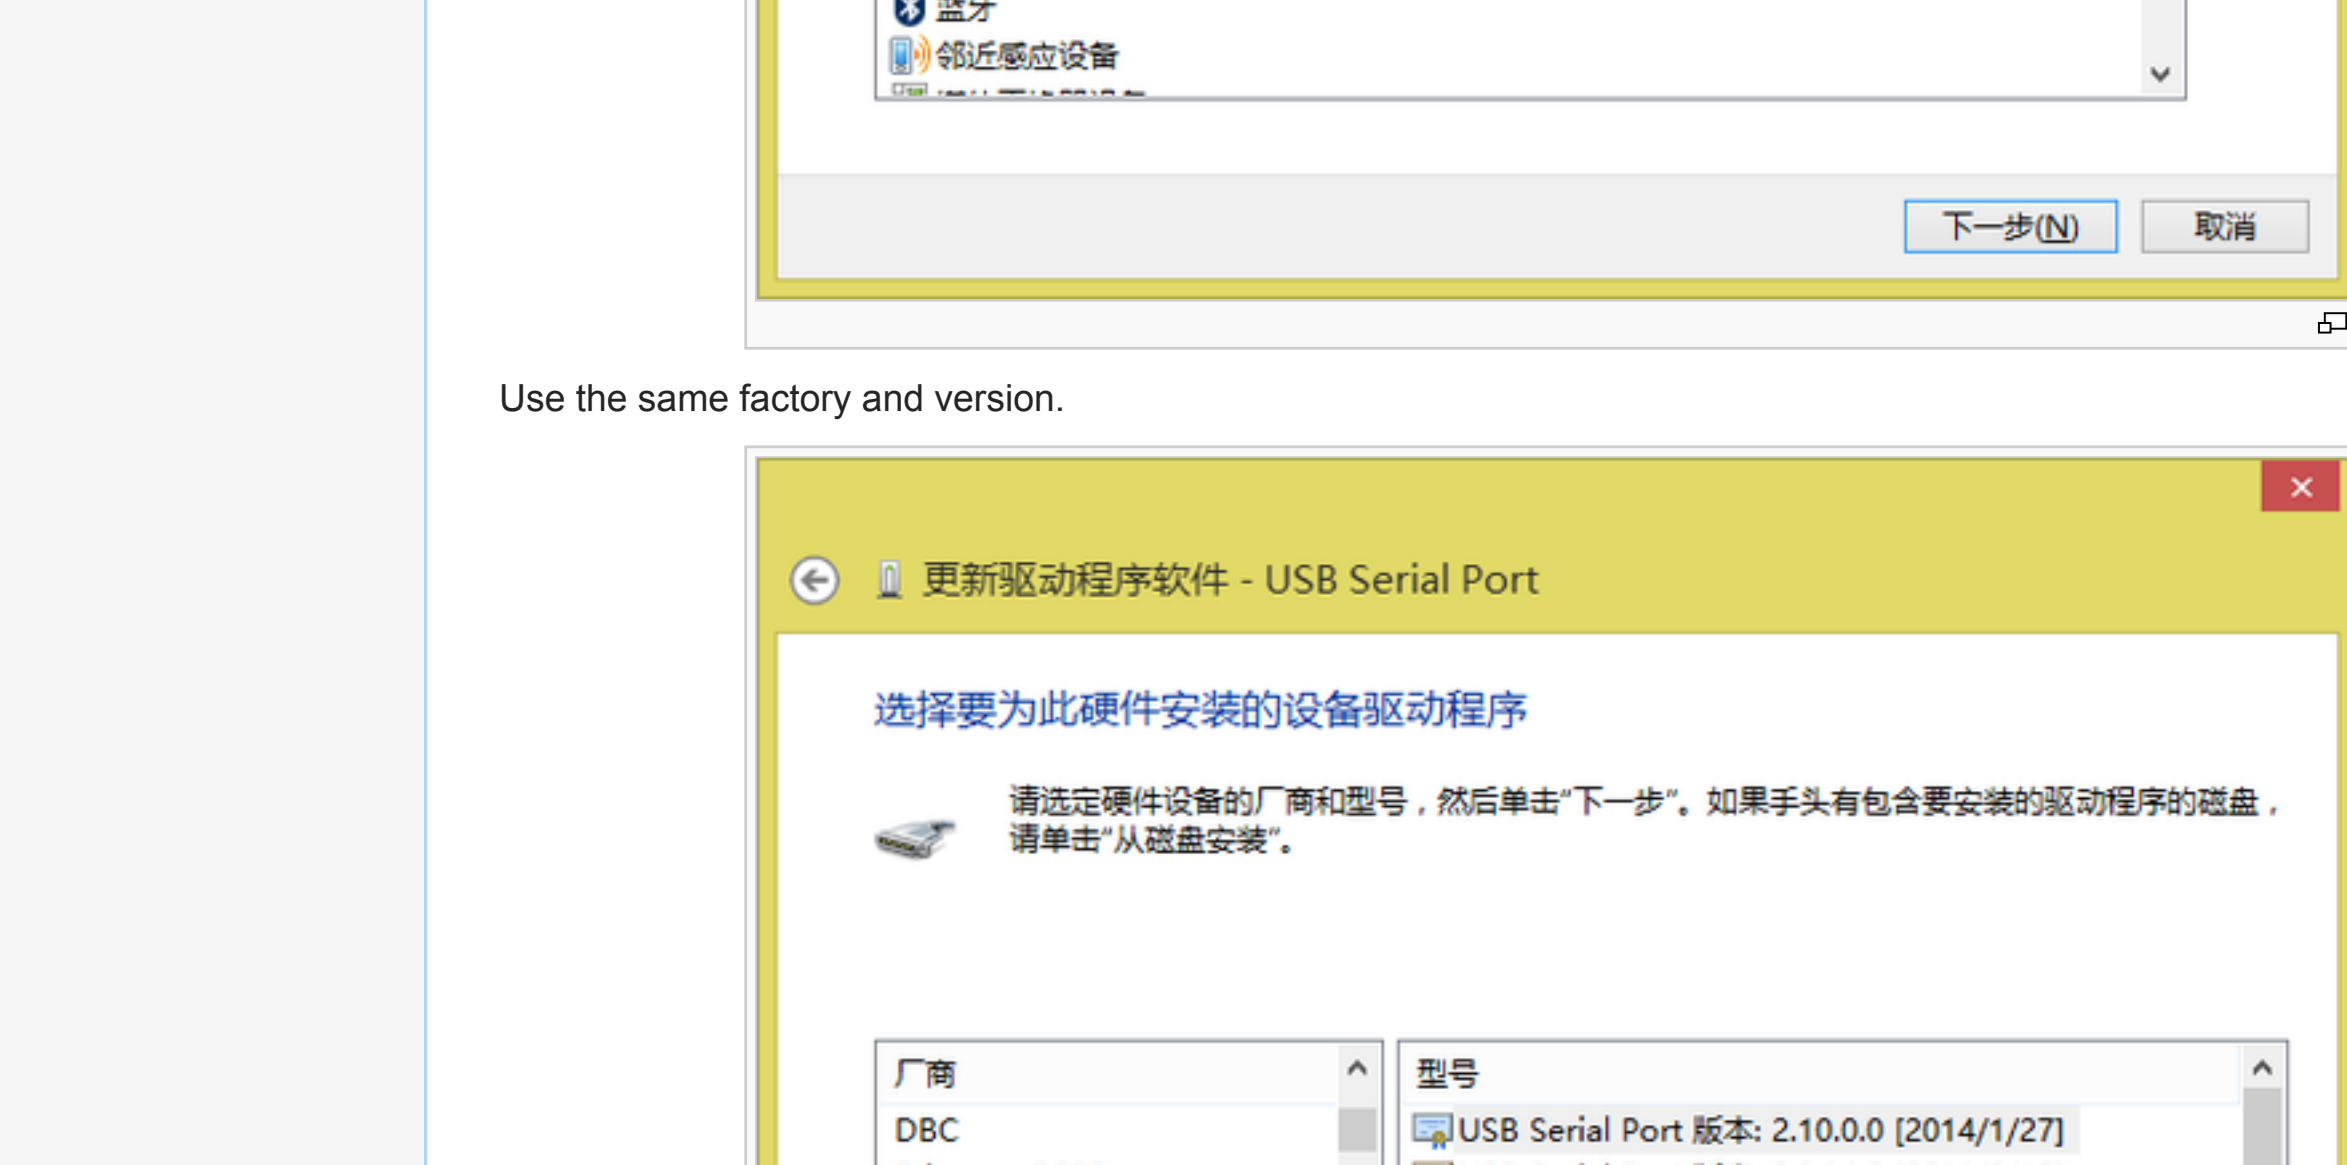 蓝牙
邻近感应设备
下一步(N)
取消
Use the same factory and version.
更新驱动程序软件 - USB Serial Port
选择要为此硬件安装的设备驱动程序
请选定硬件设备的厂商和型号，然后单击“下一步”。如果手头有包含要安装的驱动程序的磁盘，
请单击“从磁盘安装”。
厂商
型号
DBC
USB Serial Port 版本: 2.10.0.0 [2014/1/27]